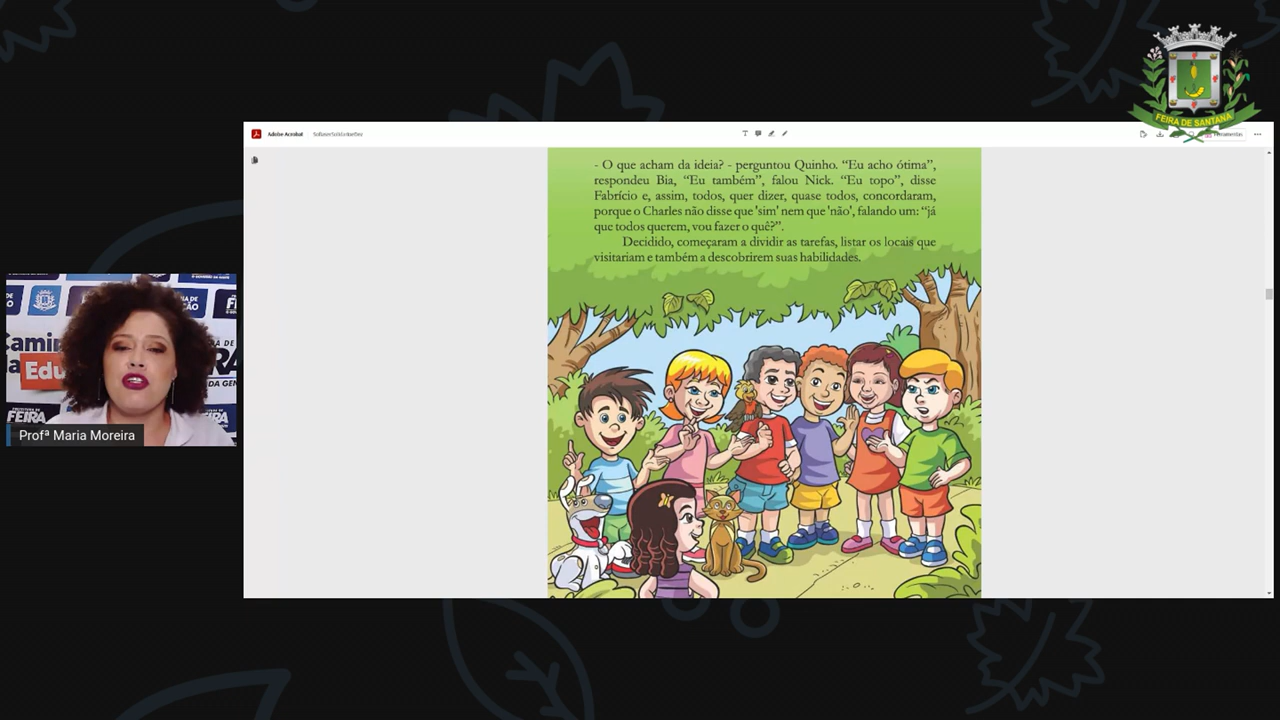 FEIRA DE SANTANA
Adobe Acrobat
Ferramentas
- O que acham da ideia? - perguntou Quinho. “Eu acho ótima”,
respondeu Bia, “Eu também”, falou Nick. “Eu topo”, disse
Fabrício e, assim, todos, quer dizer, quase todos, concordaram,
porque o Charles não disse que 'sim' nem que 'não', falando um: “já
que todos querem, vou fazer o quê?”.
Decidido, começaram a dividir as tarefas, listar os locais que
visitariam e também a descobrirem suas habilidades.
Edu
FEIRA
Profª Maria Moreira